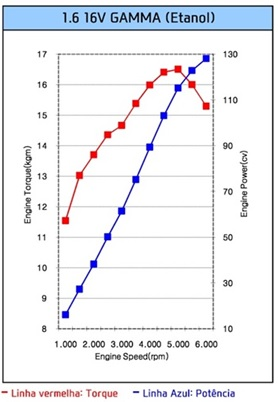 1.6 16V GAMMA (Etanol)
17
16
15
14
13
12
11
10
9
8
130
110
90
70
50
30
10
Engine Torque(kgm)
Engine Power(cv)
1.000 2.000 3.000 4.000 5.000 6.000
Engine Speed(rpm)
Linha vermelha: Torque Linha Azul: Potência